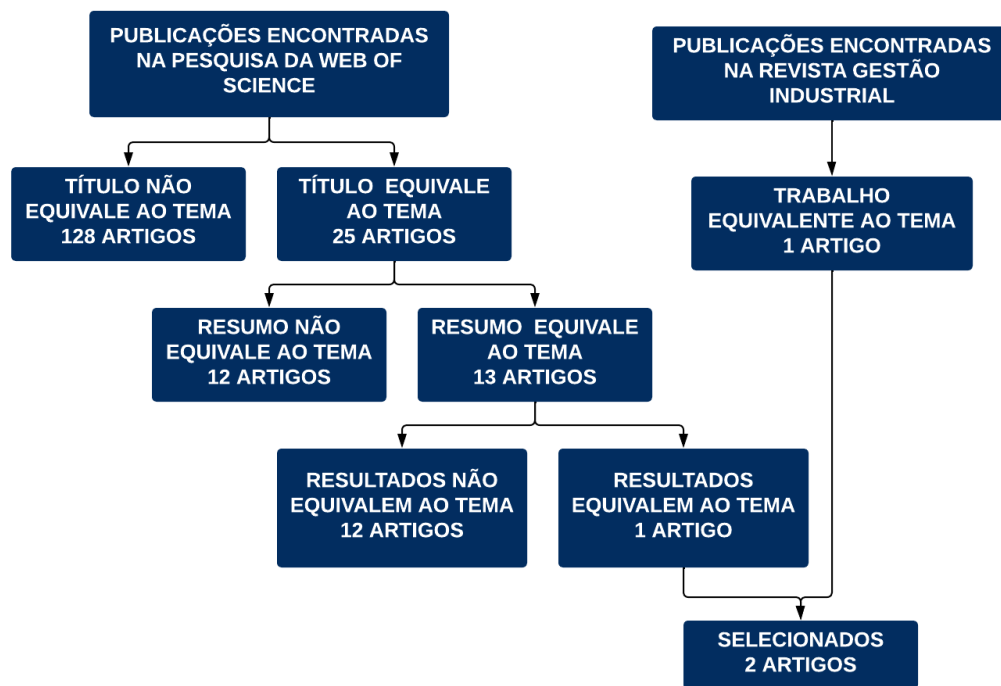 PUBLICAÇÕES ENCONTRADAS
NA PESQUISA DA WEB OF
SCIENCE
PUBLICAÇÕES ENCONTRADAS
NA REVISTA GESTÃO
INDUSTRIAL
TÍTULO NÃO
EQUIVALE AO TEMA
128 ARTIGOS
TÍTULO EQUIVALE
AO TEMA
25 ARTIGOS
TRABALHO
EQUIVALENTE AO TEMA
1 ARTIGO
RESUMO NÃO
EQUIVALE AO TEMA
12 ARTIGOS
RESUMO EQUIVALE
AO TEMA
13 ARTIGOS
RESULTADOS NÃO
EQUIVALEM AO TEMA
12 ARTIGOS
RESULTADOS
EQUIVALEM AO TEMA
1 ARTIGO
SELECIONADOS
2 ARTIGOS